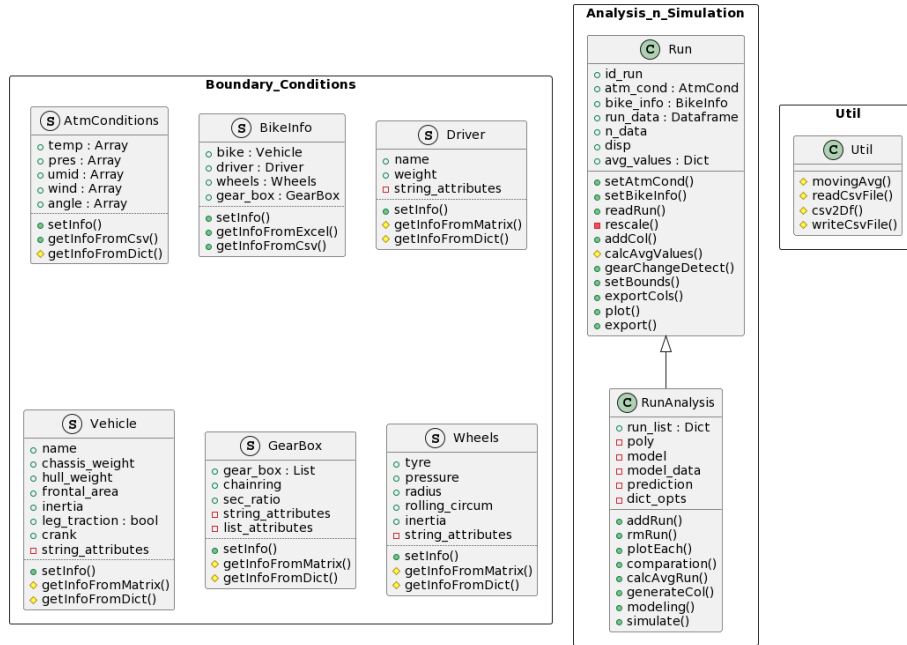 Boundary_Conditions
S AtmConditions
temp : Array
pres : Array
umid : Array
wind : Array
angle : Array
setInfo()
getInfoFromCsv()
getInfoFromDict()
S BikeInfo
bike : Vehicle
driver : Driver
wheels : Wheels
gear_box : GearBox
setInfo()
getInfoFromExcel()
getInfoFromCsv()
S Driver
name
weight
string_attributes
setInfo()
getInfoFromMatrix()
getInfoFromDict()
S Vehicle
name
chassis_weight
hull_weight
frontal_area
inertia
leg_traction : bool
crank
string_attributes
setInfo()
getInfoFromMatrix()
getInfoFromDict()
S GearBox
gear_box : List
chainring
sec_ratio
string_attributes
list_attributes
setInfo()
getInfoFromMatrix()
getInfoFromDict()
S Wheels
tyre
pressure
radius
rolling_circum
inertia
string_attributes
setInfo()
getInfoFromMatrix()
getInfoFromDict()
Analysis_n_Simulation
C Run
id_run
atm_cond : AtmCond
bike_info : BikeInfo
run_data : Dataframe
n_data
disp
avg_values : Dict
setAtmCond()
setBikeInfo()
readRun()
rescale()
addCol()
calcAvgValues()
gearChangeDetect()
setBounds()
exportCols()
plot()
export()
C RunAnalysis
run_list : Dict
poly
model
model_data
prediction
dict_opts
addRun()
rmRun()
plotEach()
comparation()
calcAvgRun()
generateCol()
modeling()
simulate()
Util
C Util
movingAvg()
readCsvFile()
csv2Df()
writeCsvFile()